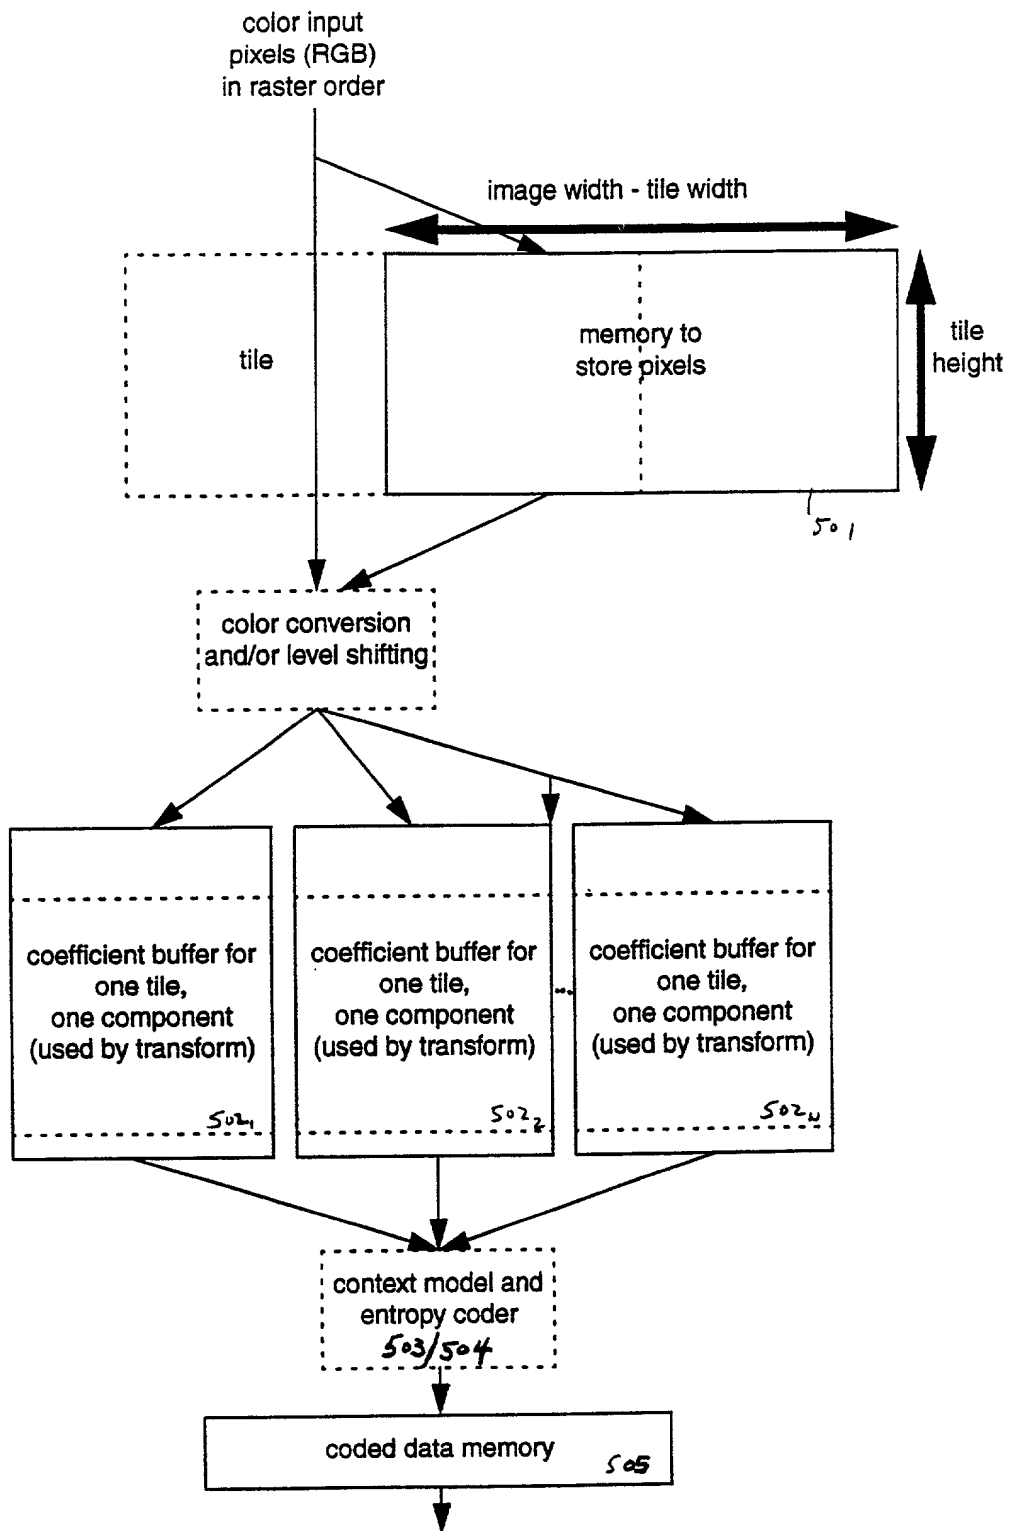 color input
pixels (RGB)
in raster order
image width - tile width
tile
memory to
store pixels
tile
height
501
color conversion
and/or level shifting
coefficient buffer for
one tile,
one component
(used by transform)
502₁
coefficient buffer for
one tile,
one component
(used by transform)
502₂
...
coefficient buffer for
one tile,
one component
(used by transform)
502N
context model and
entropy coder
503/504
coded data memory
505